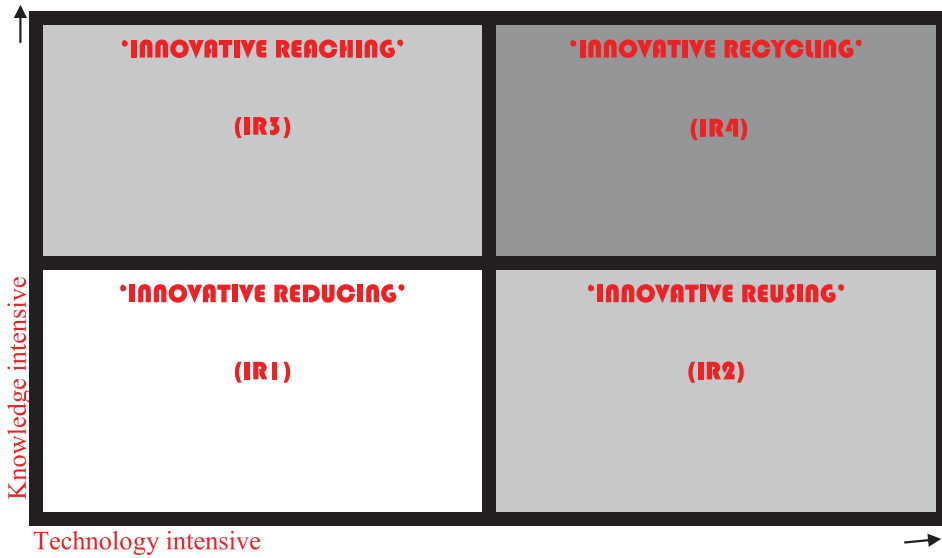 'INNOVATIVE REACHING'
(IR3)
'INNOVATIVE RECYCLING'
(IR4)
'INNOVATIVE REDUCING'
(IR1)
'INNOVATIVE REUSING'
(IR2)
Knowledge intensive
Technology intensive